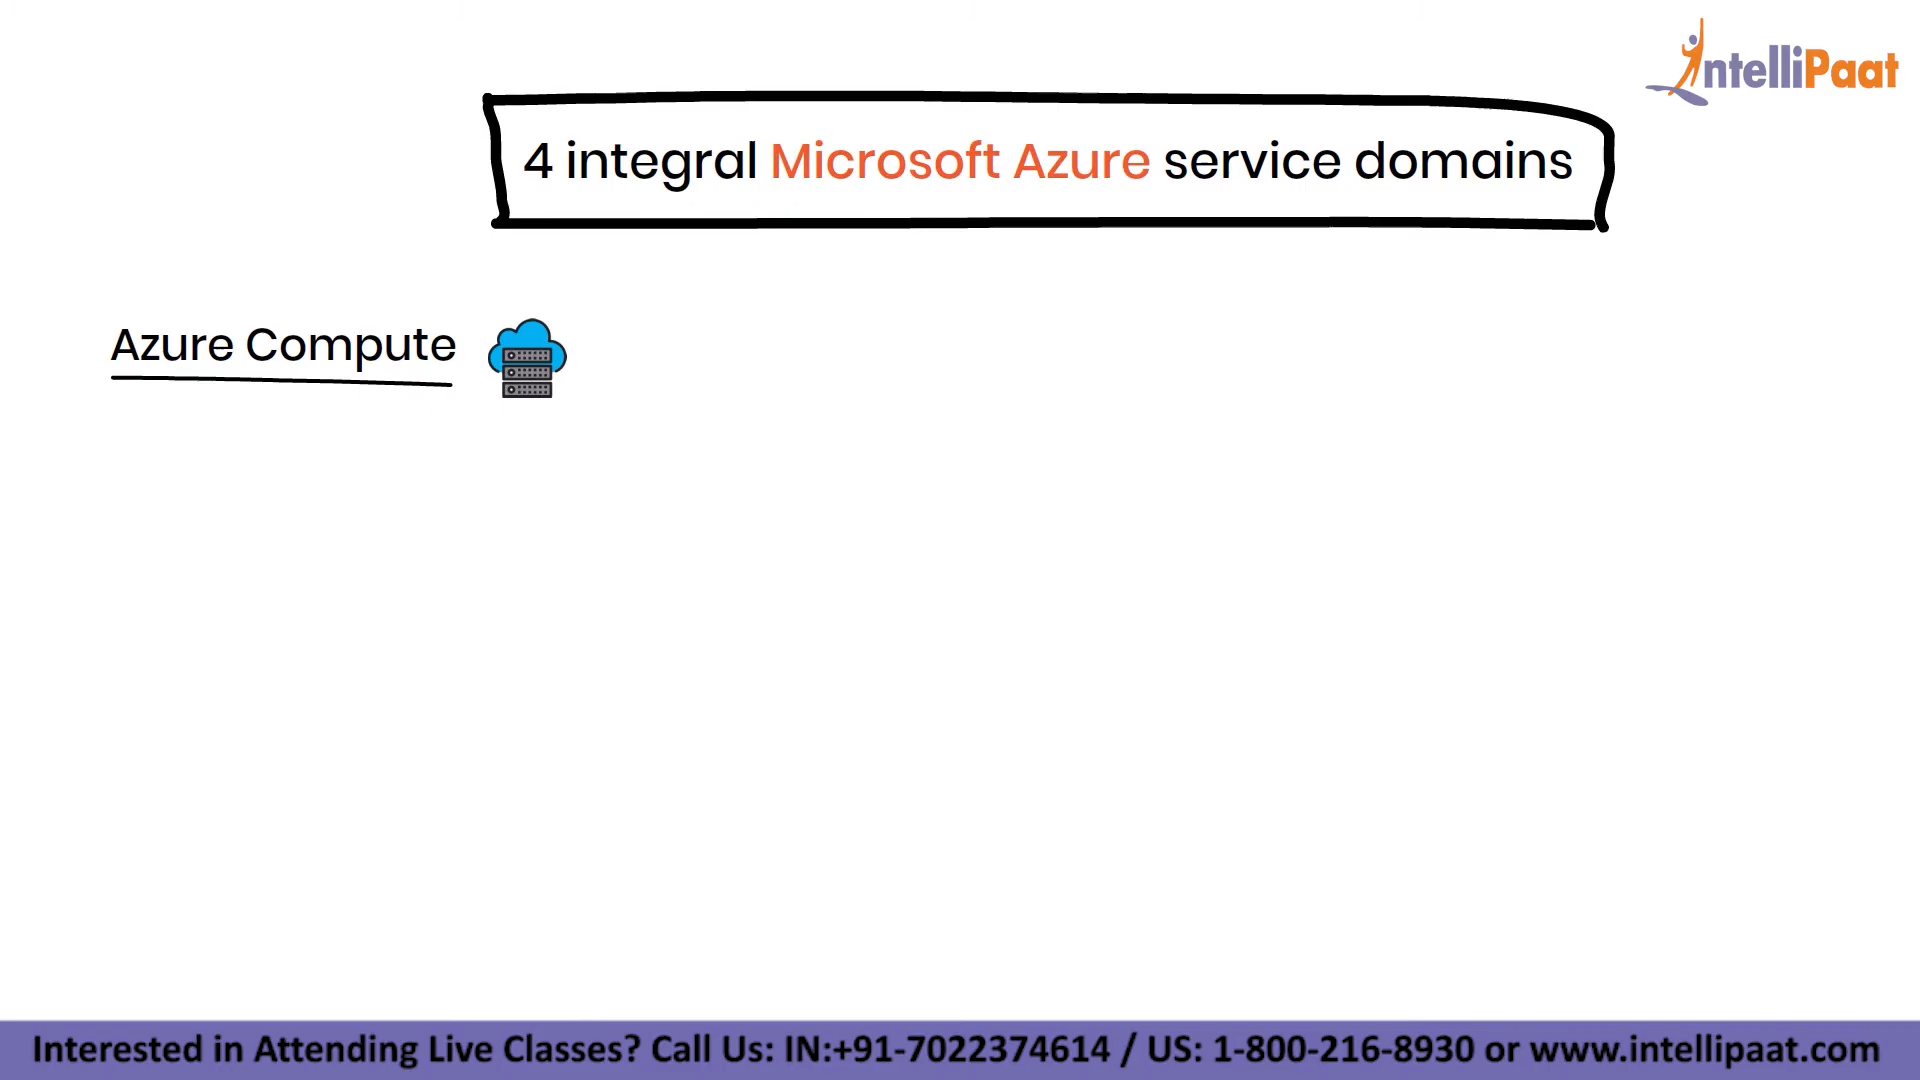 IntelliPaat
4 integral Microsoft Azure service domains
Azure Compute
Interested in Attending Live Classes? Call Us: IN:+91-7022374614 / US: 1-800-216-8930 or www.intellipaat.com